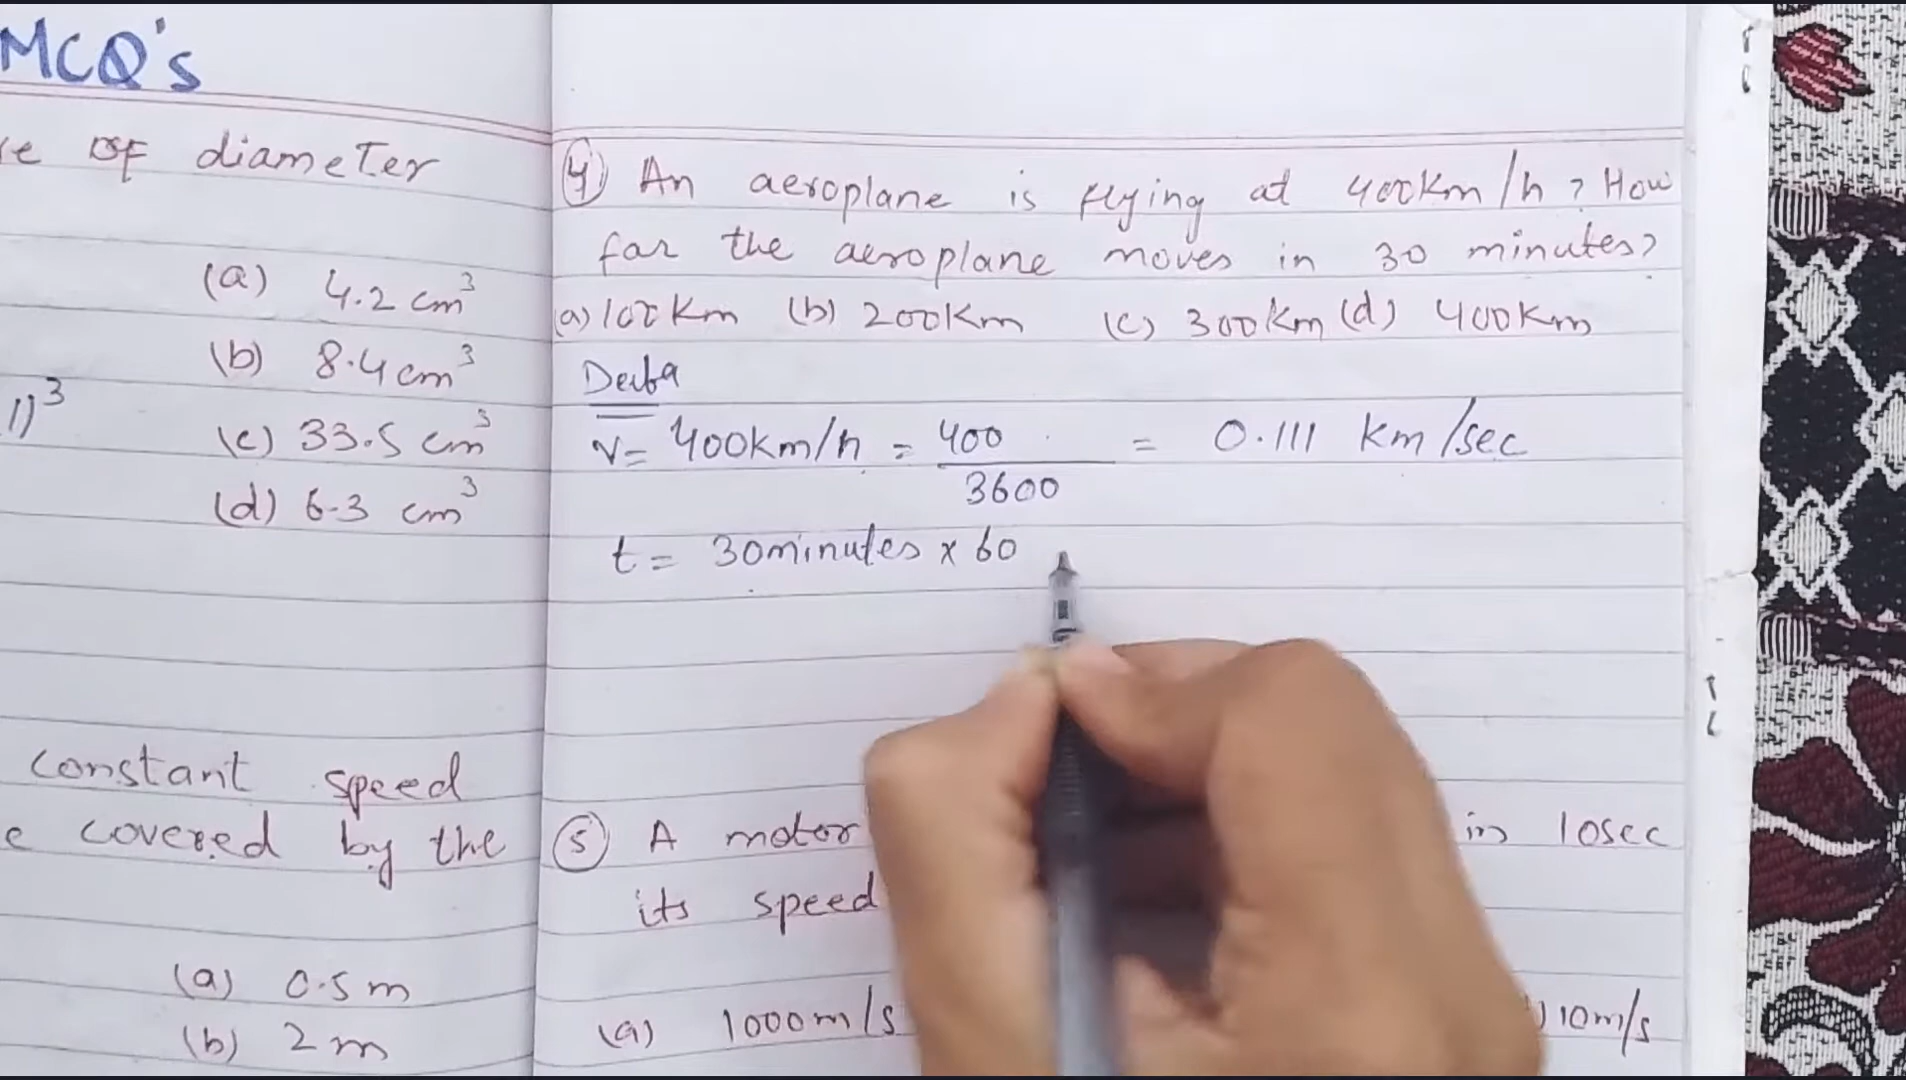 MCQ's
of diameter
(a) 4.2 cm³
(b) 8.4 cm³
1)³
(c) 33.5 cm³
(d) 6.3 cm³
constant speed
e covered by the
(a) 0.5 m
(b) 2 m
④ An aeroplane is flying at 400km/h? How
far the aeroplane moves in 30 minutes?
(a) 100 Km (b) 200Km (c) 300km (d) 400Km
v= 400km/h = 400/3600 = 0.111 km/sec
t= 30minutes x 60
⑤ A motor in 10sec
its speed
(a) 1000m/s ) 10m/s